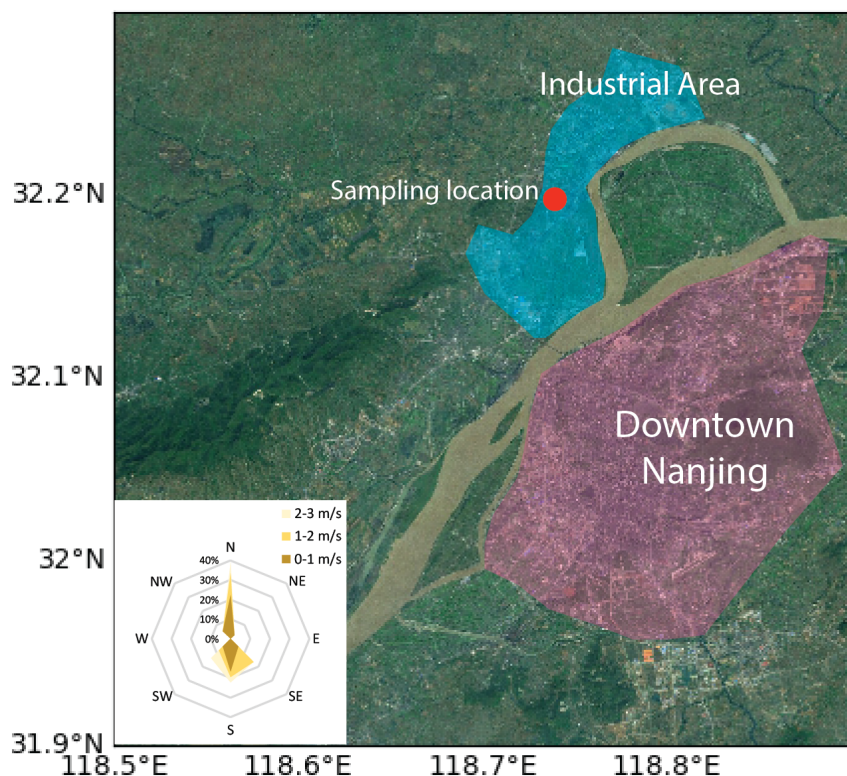 Industrial Area
Sampling location
32.2°N
32.1°N
Downtown
Nanjing
32°N
31.9°N
118.5°E
118.6°E
118.7°E
118.8°E
2-3 m/s
1-2 m/s
0-1 m/s
N
NE
E
SE
S
SW
W
NW
40%
30%
20%
10%
0%